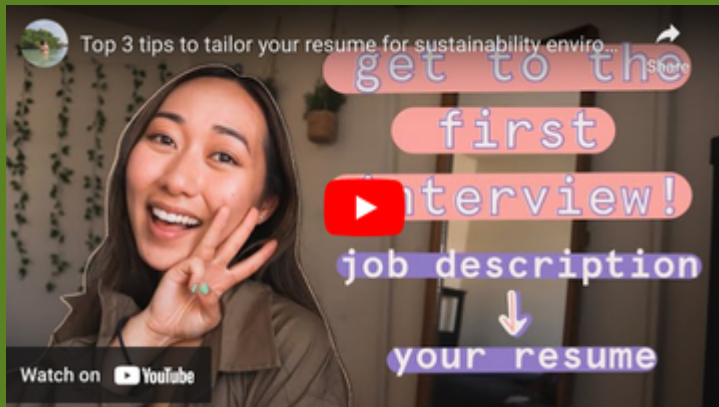 Top 3 tips to tailor your resume for sustainability enviro...
Share
get to the
first
interview!
job description
your resume
Watch on YouTube